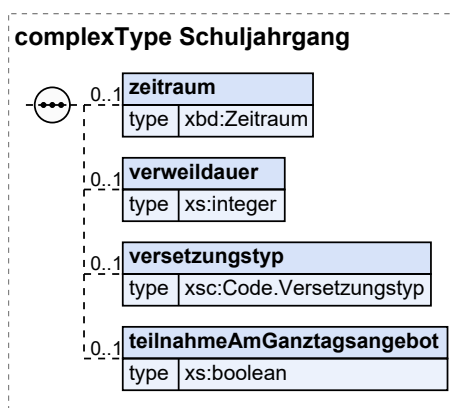 complexType Schuljahrgang
0..1 zeitraum
type xbd:Zeitraum
0..1 verweildauer
type xs:integer
0..1 versetzungstyp
type xsc:Code.Versetzungstyp
0..1 teilnahmeAmGanztagsangebot
type xs:boolean